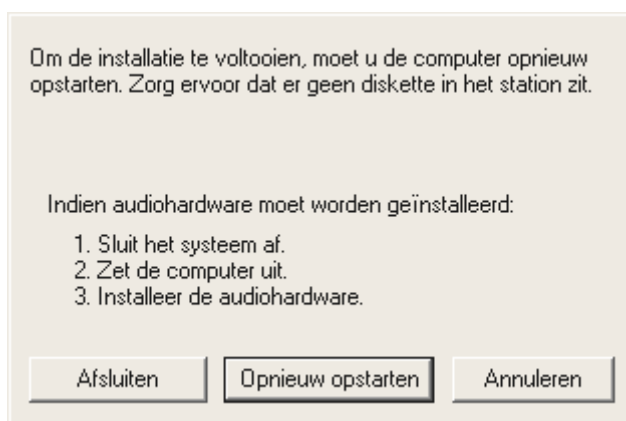 Om de installatie te voltooien, moet u de computer opnieuw
opstarten. Zorg ervoor dat er geen diskette in het station zit.
Indien audiohardware moet worden geïnstalleerd:
1. Sluit het systeem af.
2. Zet de computer uit.
3. Installeer de audiohardware.
Afsluiten Opnieuw opstarten Annuleren